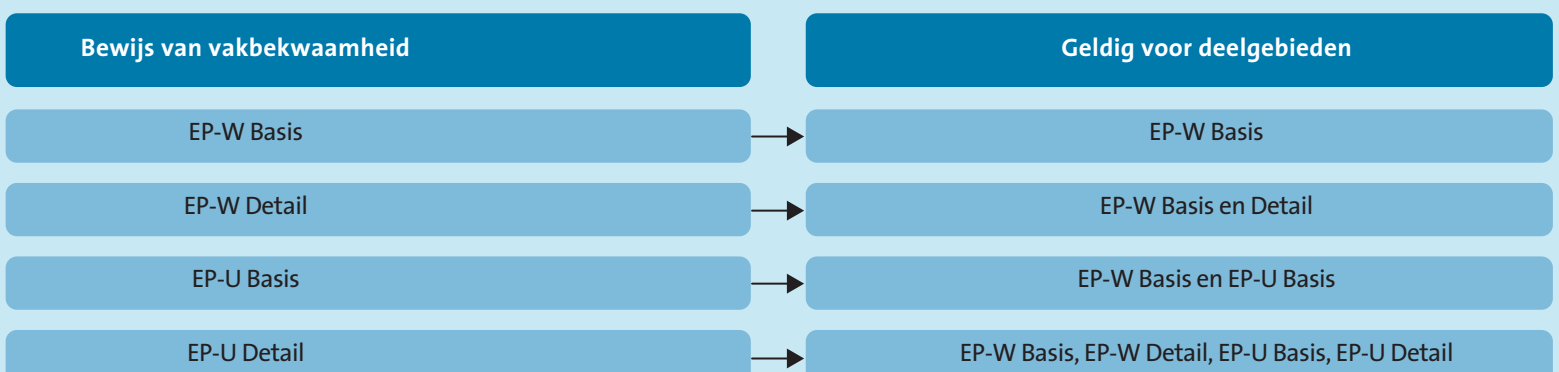 Bewijs van vakbekwaamheid
Geldig voor deelgebieden
EP-W Basis
EP-W Basis
EP-W Detail
EP-W Basis en Detail
EP-U Basis
EP-W Basis en EP-U Basis
EP-U Detail
EP-W Basis, EP-W Detail, EP-U Basis, EP-U Detail